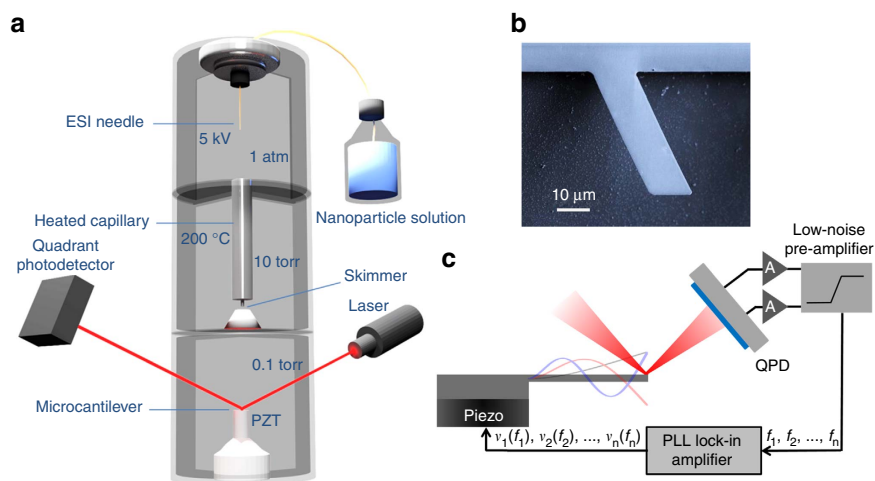 a
ESI needle
5 kV
1 atm
Heated capillary
200 °C
Nanoparticle solution
Quadrant
photodetector
10 torr
Skimmer
Laser
0.1 torr
Microcantilever
PZT
b
10 μm
c
Low-noise
pre-amplifier
A
A
QPD
Piezo
v1(f1), v2(f2), ..., vn(fn)
PLL lock-in
amplifier
f1, f2, ..., fn